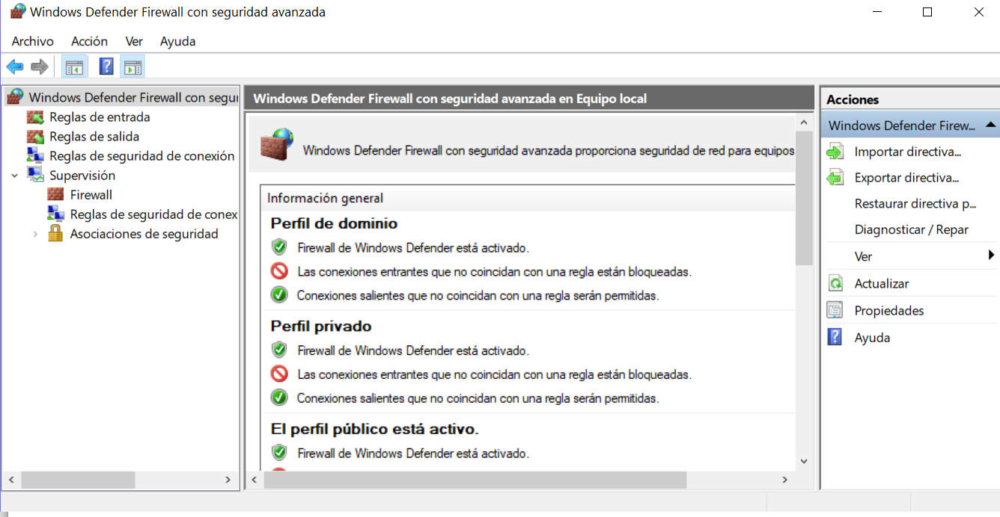 Windows Defender Firewall con seguridad avanzada
Archivo Acción Ver Ayuda
Windows Defender Firewall con segu
Reglas de entrada
Reglas de salida
Reglas de seguridad de conexión
Supervisión
Firewall
Reglas de seguridad de conex
Asociaciones de seguridad
Windows Defender Firewall con seguridad avanzada en Equipo local
Windows Defender Firewall con seguridad avanzada proporciona seguridad de red para equipos
Información general
Perfil de dominio
Firewall de Windows Defender está activado.
Las conexiones entrantes que no coincidan con una regla están bloqueadas.
Conexiones salientes que no coincidan con una regla serán permitidas.
Perfil privado
Firewall de Windows Defender está activado.
Las conexiones entrantes que no coincidan con una regla están bloqueadas.
Conexiones salientes que no coincidan con una regla serán permitidas.
El perfil público está activo.
Firewall de Windows Defender está activado.
Acciones
Windows Defender Firew...
Importar directiva...
Exportar directiva...
Restaurar directiva p...
Diagnosticar / Reparar
Ver
Actualizar
Propiedades
Ayuda